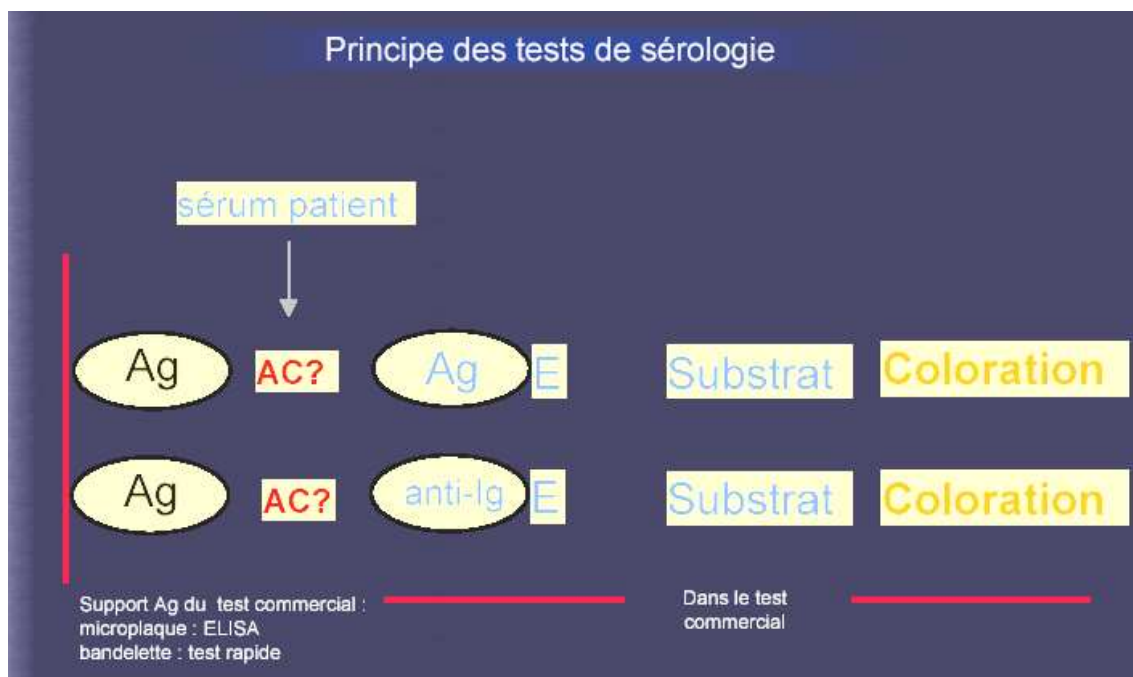 Principe des tests de sérologie
sérum patient
Ag AC? Ag E Substrat Coloration
Ag AC? anti-Ig E Substrat Coloration
Support Ag du test commercial :
microplaque : ELISA
bandelette : test rapide
Dans le test
commercial